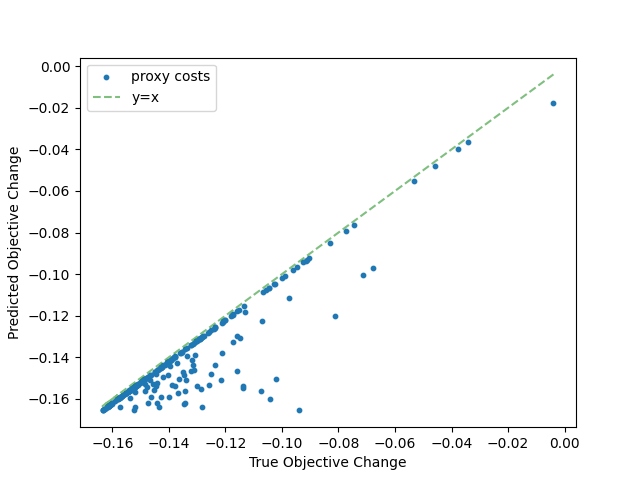 proxy costs
y=x
0.00
−0.02
−0.04
−0.06
−0.08
−0.10
−0.12
−0.14
−0.16
Predicted Objective Change
−0.16 −0.14 −0.12 −0.10 −0.08 −0.06 −0.04 −0.02 0.00
True Objective Change